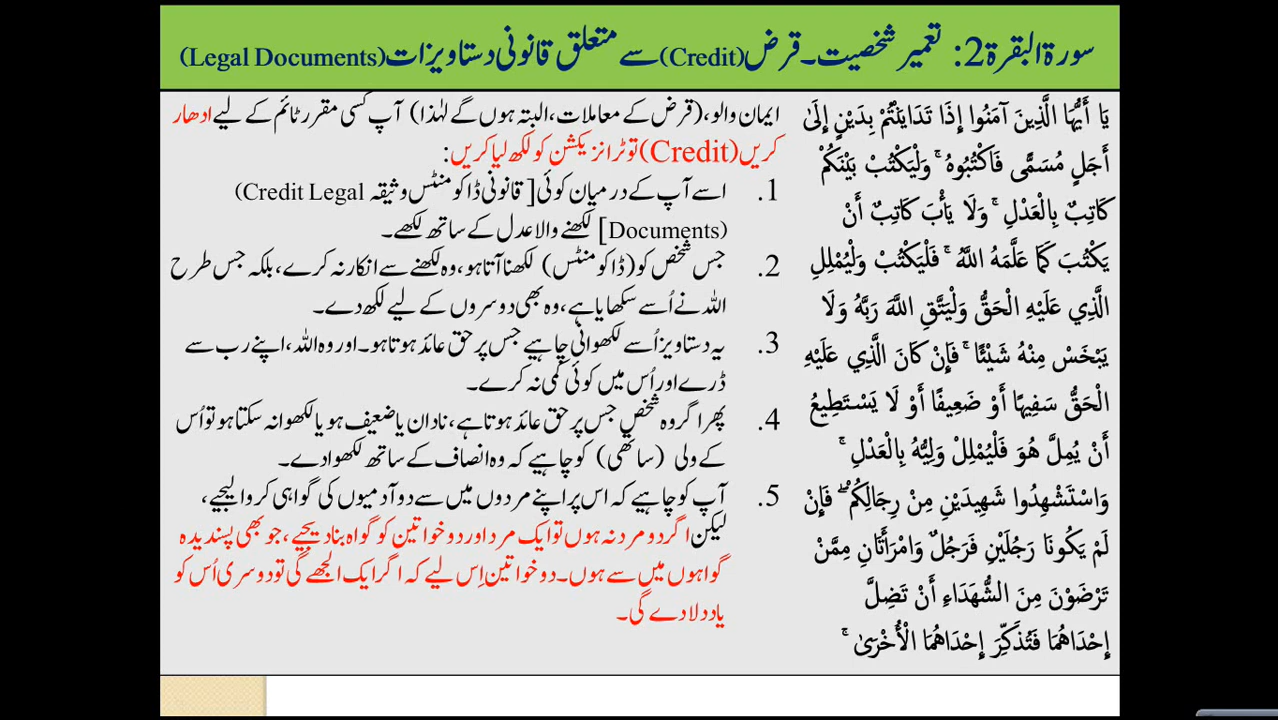 سورۃ البقرۃ 2: تعمیر شخصیت۔ قرض (Credit) سے متعلق قانونی دستاویزات (Legal Documents)
يَا أَيُّهَا الَّذِينَ آمَنُوا إِذَا تَدَايَنْتُمْ بِدَيْنٍ إِلَىٰ
أَجَلٍ مُسَمًّى فَاكْتُبُوهُ ۚ وَلْيَكْتُبْ بَيْنَكُمْ
كَاتِبٌ بِالْعَدْلِ ۚ وَلَا يَأْبَ كَاتِبٌ أَنْ
يَكْتُبَ كَمَا عَلَّمَهُ اللَّهُ ۚ فَلْيَكْتُبْ وَلْيُمْلِلِ
الَّذِي عَلَيْهِ الْحَقُّ وَلْيَتَّقِ اللَّهَ رَبَّهُ وَلَا
يَبْخَسْ مِنْهُ شَيْئًا ۚ فَإِنْ كَانَ الَّذِي عَلَيْهِ
الْحَقُّ سَفِيهًا أَوْ ضَعِيفًا أَوْ لَا يَسْتَطِيعُ
أَنْ يُمِلَّ هُوَ فَلْيُمْلِلْ وَلِيُّهُ بِالْعَدْلِ ۚ
وَاسْتَشْهِدُوا شَهِيدَيْنِ مِنْ رِجَالِكُمْ ۖ فَإِنْ
لَمْ يَكُونَا رَجُلَيْنِ فَرَجُلٌ وَامْرَأَتَانِ مِمَّنْ
تَرْضَوْنَ مِنَ الشُّهَدَاءِ أَنْ تَضِلَّ
إِحْدَاهُمَا فَتُذَكِّرَ إِحْدَاهُمَا الْأُخْرَىٰ ۚ
ایمان والو، (قرض کے معاملات، البتہ ہوں گے لہٰذا) آپ کسی مقرر ٹائم کے لیے ادھار
کریں (Credit) تو ٹرانزیکشن کو لکھ لیا کریں:
1. اسے آپ کے درمیان کوئی [قانونی ڈاکومنٹس وثیقہ Credit Legal)
(Documents] لکھنے والا عدل کے ساتھ لکھے۔
2. جس شخص کو (ڈاکومنٹس) لکھنا آتا ہو، وہ لکھنے سے انکار نہ کرے، بلکہ جس طرح
اللہ نے اُسے سکھایا ہے، وہ بھی دوسروں کے لیے لکھ دے۔
3. یہ دستاویز اُسے لکھوانی چاہیے جس پر حق عائد ہوتا ہو۔ اور وہ اللہ، اپنے رب سے
ڈرے اور اُس میں کوئی کمی نہ کرے۔
4. پھر اگر وہ شخص جس پر حق عائد ہوتا ہے، نادان یا ضعیف ہو یا لکھوا نہ سکتا ہو تو اُس
کے ولی (ساتھی) کو چاہیے کہ وہ انصاف کے ساتھ لکھوا دے۔
5. آپ کو چاہیے کہ اس پر اپنے مردوں میں سے دو آدمیوں کی گواہی کروا لیجیے،
لیکن اگر دو مرد نہ ہوں تو ایک مرد اور دو خواتین کو گواہ بنا دیجیے، جو بھی پسندیدہ
گواہوں میں سے ہوں۔ دو خواتین اِس لیے کہ اگر ایک الجھے گی تو دوسری اُس کو
یاد دلا دے گی۔